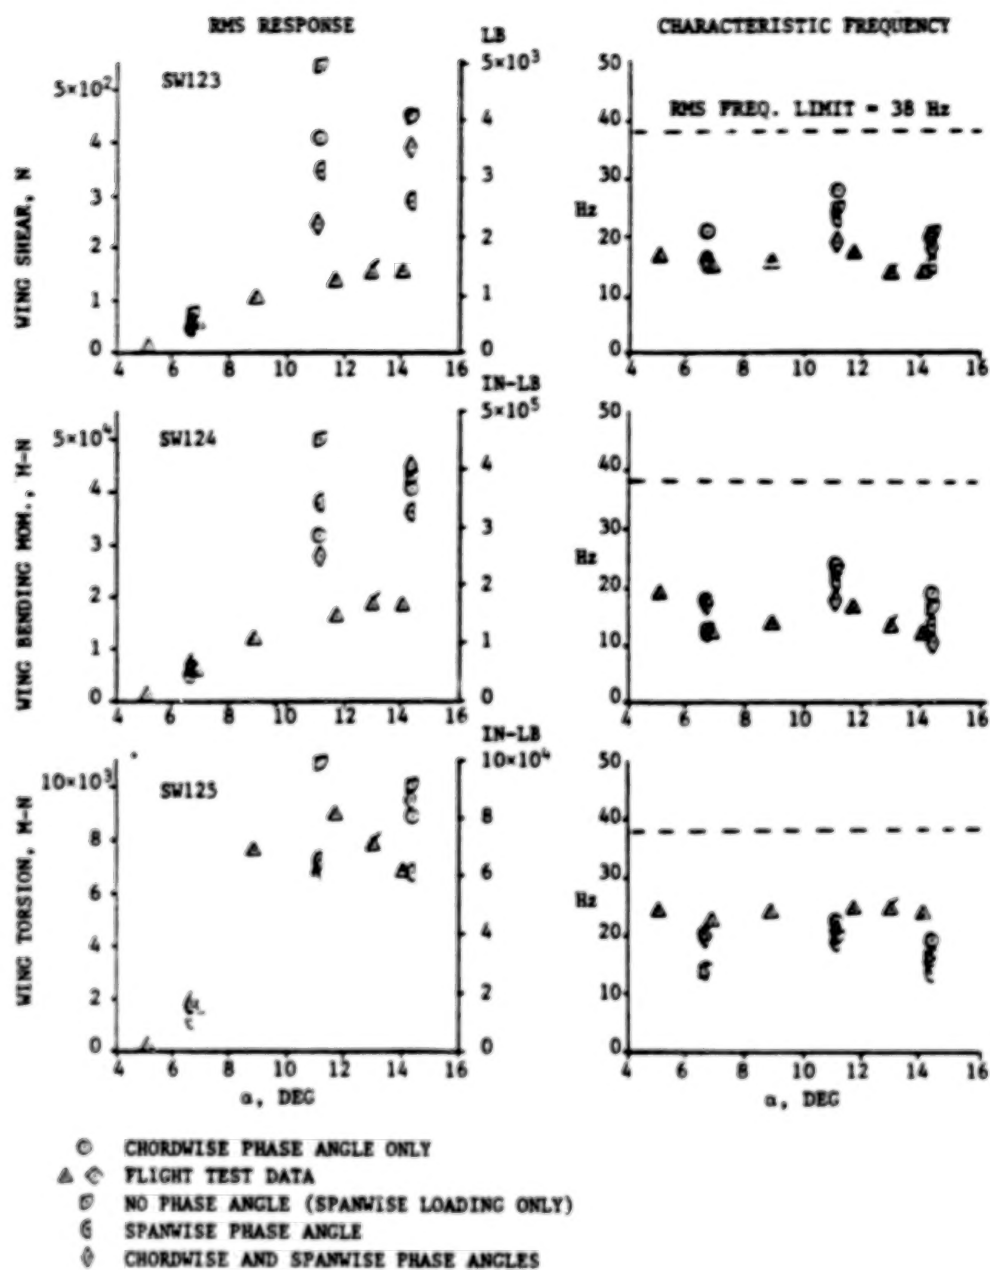 RMS RESPONSE
CHARACTERISTIC FREQUENCY
LB
5×10³
4
3
2
1
0
5×10²
4
3
2
1
0
SW123
WING SHEAR, N
4 6 8 10 12 14 16
50
40
30
Hz
20
10
0
RMS FREQ. LIMIT = 38 Hz
4 6 8 10 12 14 16
IN-LB
5×10⁵
4
3
2
1
0
5×10⁴
4
3
2
1
0
SW124
WING BENDING MOM., M-N
4 6 8 10 12 14 16
50
40
30
Hz
20
10
0
4 6 8 10 12 14 16
IN-LB
10×10⁴
8
6
4
2
0
10×10³
8
6
4
2
0
SW125
WING TORSION, M-N
4 6 8 10 12 14 16
α, DEG
50
40
30
Hz
20
10
0
4 6 8 10 12 14 16
α, DEG
CHORDWISE PHASE ANGLE ONLY
FLIGHT TEST DATA
NO PHASE ANGLE (SPANWISE LOADING ONLY)
SPANWISE PHASE ANGLE
CHORDWISE AND SPANWISE PHASE ANGLES